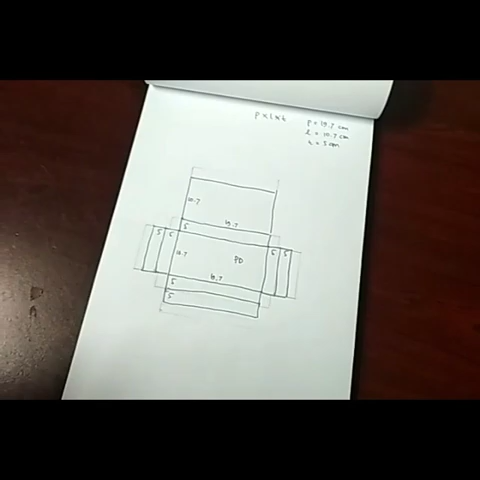 p x l x t
p = 19.7 cm
l = 10.7 cm
t = 5 cm
10.7
19.7
5
5 5
10.7
PD
5 5
19.7
5
5